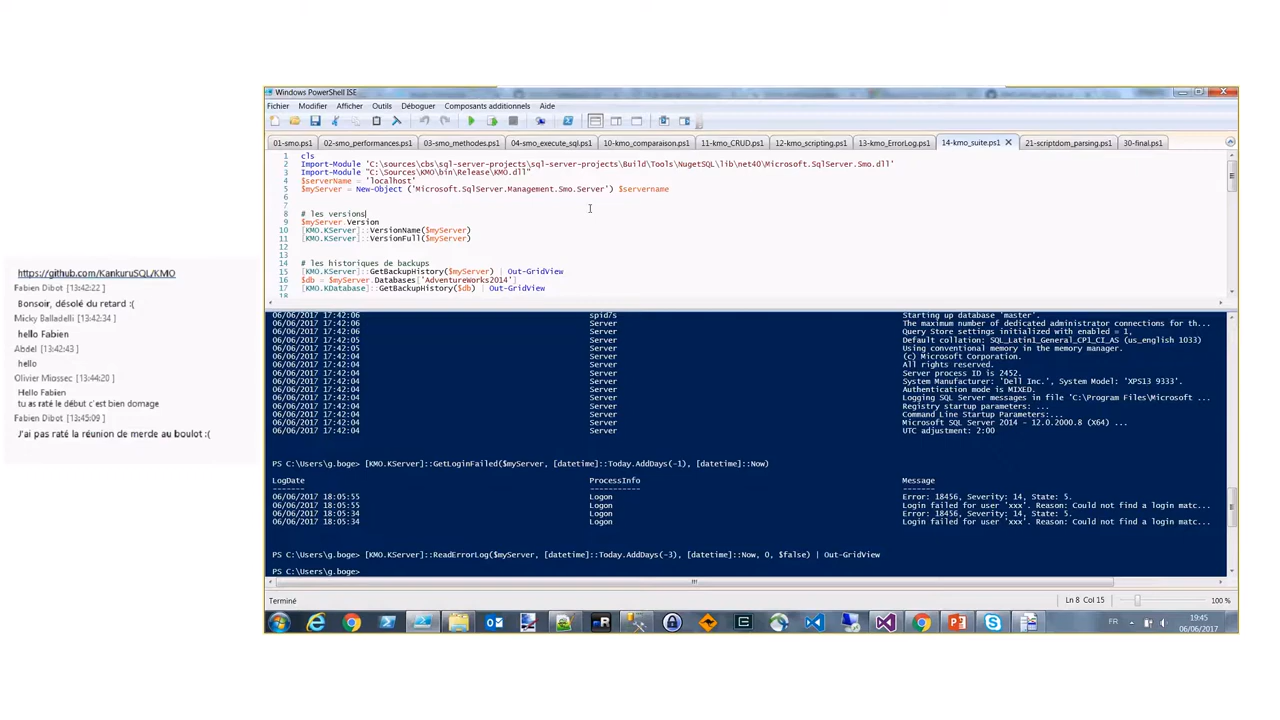 https://github.com/KankuruSQL/KMO
Fabien Dibot [13:42:22]
Bonsoir, désolé du retard :(
Micky Balladelli [13:42:34]
hello Fabien
Abdel [13:42:43]
hello
Olivier Miossec [13:44:20]
Hello Fabien
tu as raté le début c'est bien domage
Fabien Dibot [13:45:09]
J'ai pas raté la réunion de merde au boulot :(
Windows PowerShell ISE
Fichier Modifier Afficher Outils Déboguer Composants additionnels Aide
01-smo.ps1 02-smo_performances.ps1 03-smo_methodes.ps1 04-smo_execute_sql.ps1 10-kmo_comparaison.ps1 11-kmo_CRUD.ps1 12-kmo_scripting.ps1 13-kmo_ErrorLog.ps1 14-kmo_suite.ps1 21-scriptdom_parsing.ps1 30-final.ps1
1 cls
2 Import-Module 'C:\sources\cbs\sql-server-projects\sql-server-projects\Build\Tools\NugetSQL\lib\net40\Microsoft.SqlServer.Smo.dll'
3 Import-Module "C:\Sources\KMO\bin\Release\KMO.dll"
4 $serverName = 'localhost'
5 $myServer = New-Object ('Microsoft.SqlServer.Management.Smo.Server') $servername
6
7
8 # les versions
9 $myServer.Version
10 [KMO.KServer]::VersionName($myServer)
11 [KMO.KServer]::VersionFull($myServer)
12
13
14 # les historiques de backups
15 [KMO.KServer]::GetBackupHistory($myServer) | Out-GridView
16 $db = $myServer.Databases['AdventureWorks2014']
17 [KMO.KDatabase]::GetBackupHistory($db) | Out-GridView
18
06/06/2017 17:42:06 spid7s Starting up database 'master'.
06/06/2017 17:42:06 Server The maximum number of dedicated administrator connections for th...
06/06/2017 17:42:06 Server Query Store settings initialized with enabled = 1,
06/06/2017 17:42:05 Server Default collation: SQL_Latin1_General_CP1_CI_AS (us_english 1033)
06/06/2017 17:42:05 Server Using conventional memory in the memory manager.
06/06/2017 17:42:04 Server (c) Microsoft Corporation.
06/06/2017 17:42:04 Server All rights reserved.
06/06/2017 17:42:04 Server Server process ID is 2452.
06/06/2017 17:42:04 Server System Manufacturer: 'Dell Inc.', System Model: 'XPS13 9333'.
06/06/2017 17:42:04 Server Authentication mode is MIXED.
06/06/2017 17:42:04 Server Logging SQL Server messages in file 'C:\Program Files\Microsoft ...
06/06/2017 17:42:04 Server Registry startup parameters: ...
06/06/2017 17:42:04 Server Command Line Startup Parameters:...
06/06/2017 17:42:04 Server Microsoft SQL Server 2014 - 12.0.2000.8 (X64) ...
06/06/2017 17:42:04 Server UTC adjustment: 2:00
PS C:\Users\g.boge> [KMO.KServer]::GetLoginFailed($myServer, [datetime]::Today.AddDays(-1), [datetime]::Now)
LogDate ProcessInfo Message
------- ----------- -------
06/06/2017 18:05:55 Logon Error: 18456, Severity: 14, State: 5.
06/06/2017 18:05:55 Logon Login failed for user 'xxx'. Reason: Could not find a login matc...
06/06/2017 18:05:34 Logon Error: 18456, Severity: 14, State: 5.
06/06/2017 18:05:34 Logon Login failed for user 'xxx'. Reason: Could not find a login matc...
PS C:\Users\g.boge> [KMO.KServer]::ReadErrorLog($myServer, [datetime]::Today.AddDays(-3), [datetime]::Now, 0, $false) | Out-GridView
PS C:\Users\g.boge>
Terminé Ln 8 Col 15 100 %
FR 19:45
06/06/2017